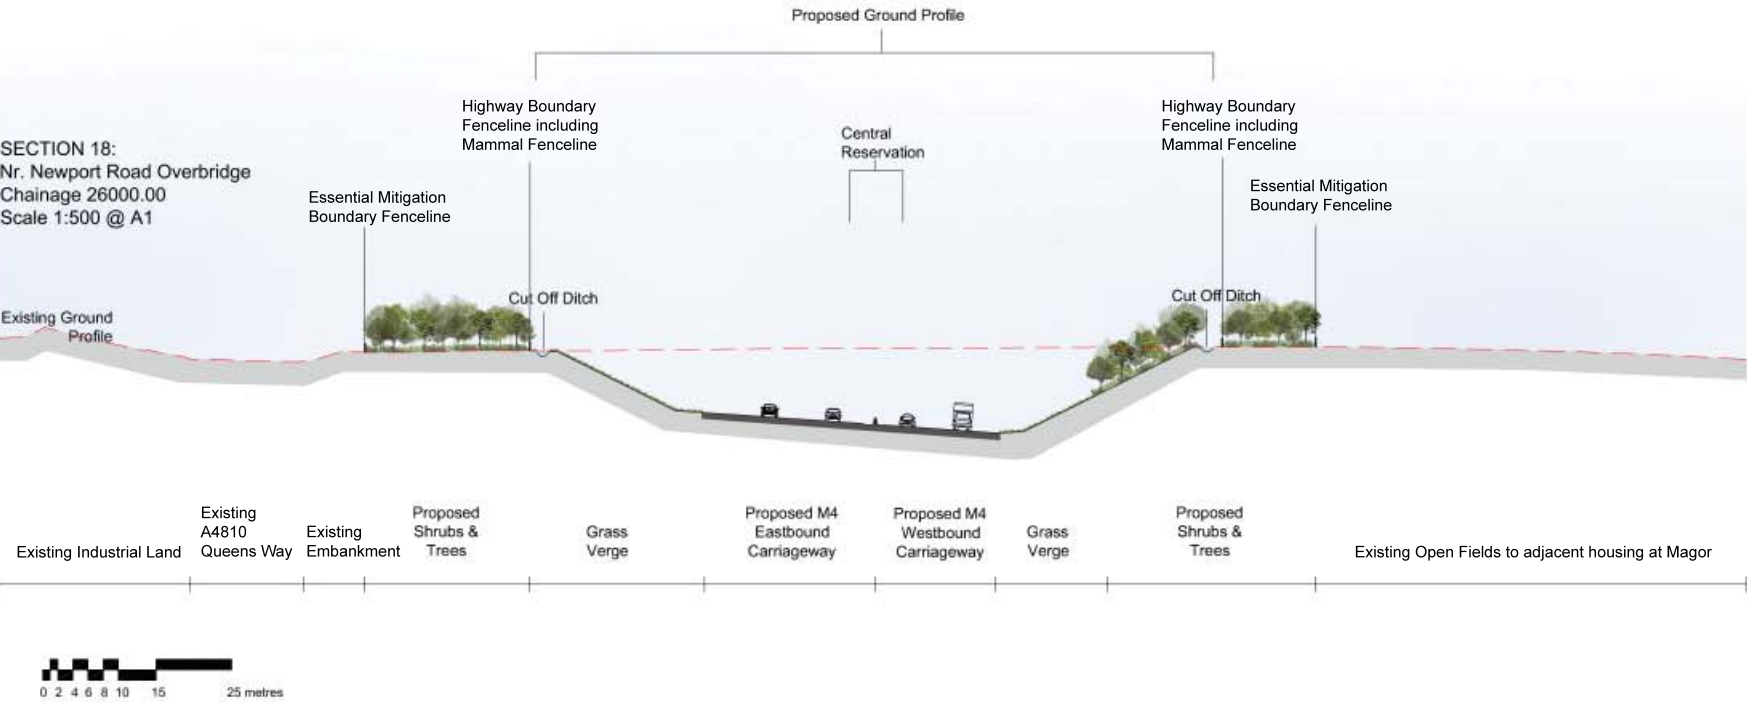 Proposed Ground Profile
Highway Boundary
Fenceline including
Mammal Fenceline
Highway Boundary
Fenceline including
Mammal Fenceline
Central
Reservation
SECTION 18:
Nr. Newport Road Overbridge
Chainage 26000.00
Scale 1:500 @ A1
Essential Mitigation
Boundary Fenceline
Essential Mitigation
Boundary Fenceline
Cut Off Ditch
Cut Off Ditch
Existing Ground
Profile
Existing Industrial Land
Existing
A4810
Queens Way
Existing
Embankment
Proposed
Shrubs &
Trees
Grass
Verge
Proposed M4
Eastbound
Carriageway
Proposed M4
Westbound
Carriageway
Grass
Verge
Proposed
Shrubs &
Trees
Existing Open Fields to adjacent housing at Magor
0 2 4 6 8 10 15 25 metres